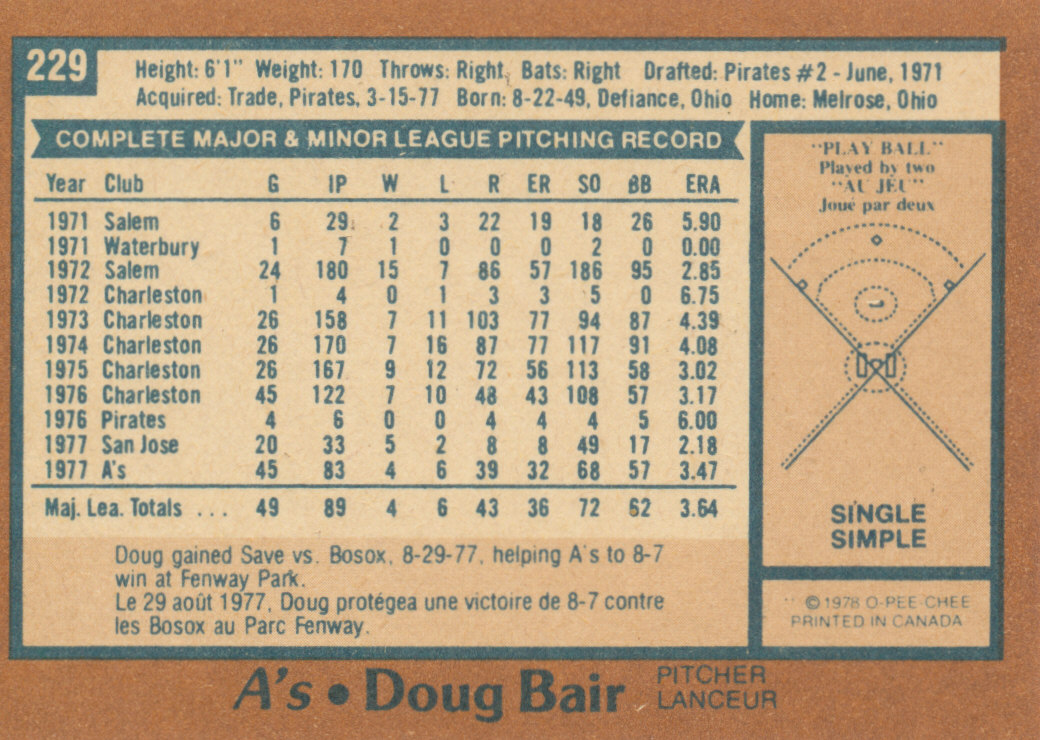 229
Height: 6'1" Weight: 170 Throws: Right, Bats: Right Drafted: Pirates #2 - June, 1971
Acquired: Trade, Pirates, 3-15-77 Born: 8-22-49, Defiance, Ohio Home: Melrose, Ohio
COMPLETE MAJOR & MINOR LEAGUE PITCHING RECORD
Year Club G IP W L R ER SO BB ERA
1971 Salem 6 29 2 3 22 19 18 26 5.90
1971 Waterbury 1 7 1 0 0 0 2 0 0.00
1972 Salem 24 180 15 7 86 57 186 95 2.85
1972 Charleston 1 4 0 1 3 3 5 0 6.75
1973 Charleston 26 158 7 11 103 77 94 87 4.39
1974 Charleston 26 170 7 16 87 77 117 91 4.08
1975 Charleston 26 167 9 12 72 56 113 58 3.02
1976 Charleston 45 122 7 10 48 43 108 57 3.17
1976 Pirates 4 6 0 0 4 4 4 5 6.00
1977 San Jose 20 33 5 2 8 8 49 17 2.18
1977 A's 45 83 4 6 39 32 68 57 3.47
Maj. Lea. Totals ... 49 89 4 6 43 36 72 62 3.64
Doug gained Save vs. Bosox, 8-29-77, helping A's to 8-7
win at Fenway Park.
Le 29 août 1977, Doug protégea une victoire de 8-7 contre
les Bosox au Parc Fenway.
"PLAY BALL"
Played by two
"AU JEU"
Joué par deux
SINGLE
SIMPLE
© 1978 O-PEE-CHEE
PRINTED IN CANADA
A's • Doug Bair PITCHER
LANCEUR